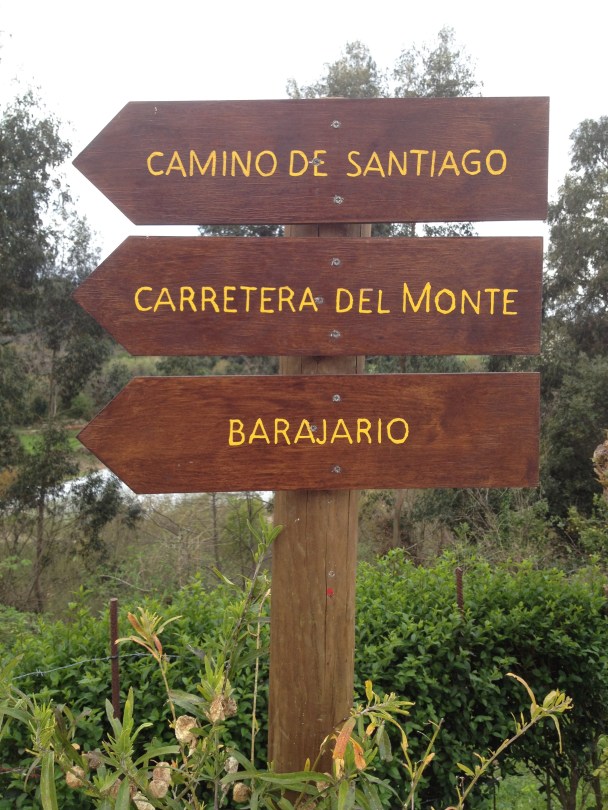 CAMINO DE SANTIAGO
CARRETERA DEL MONTE
BARAJARIO